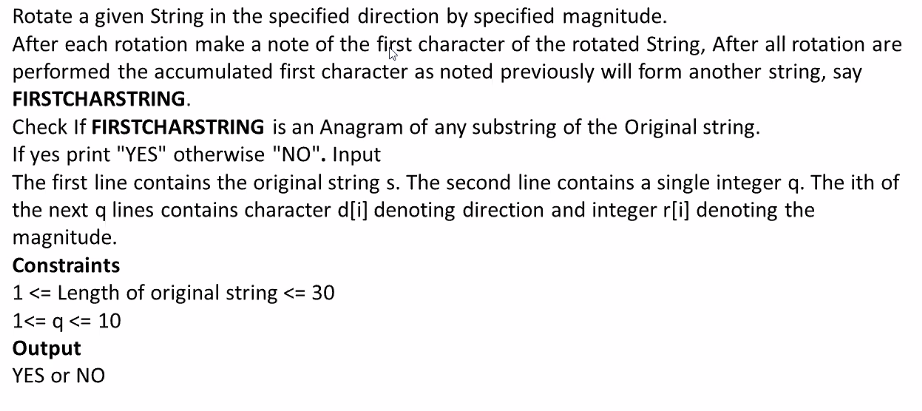 Rotate a given String in the specified direction by specified magnitude.
After each rotation make a note of the first character of the rotated String, After all rotation are
performed the accumulated first character as noted previously will form another string, say
FIRSTCHARSTRING.
Check If FIRSTCHARSTRING is an Anagram of any substring of the Original string.
If yes print "YES" otherwise "NO". Input
The first line contains the original string s. The second line contains a single integer q. The ith of
the next q lines contains character d[i] denoting direction and integer r[i] denoting the
magnitude.
Constraints
1 <= Length of original string <= 30
1<= q <= 10
Output
YES or NO